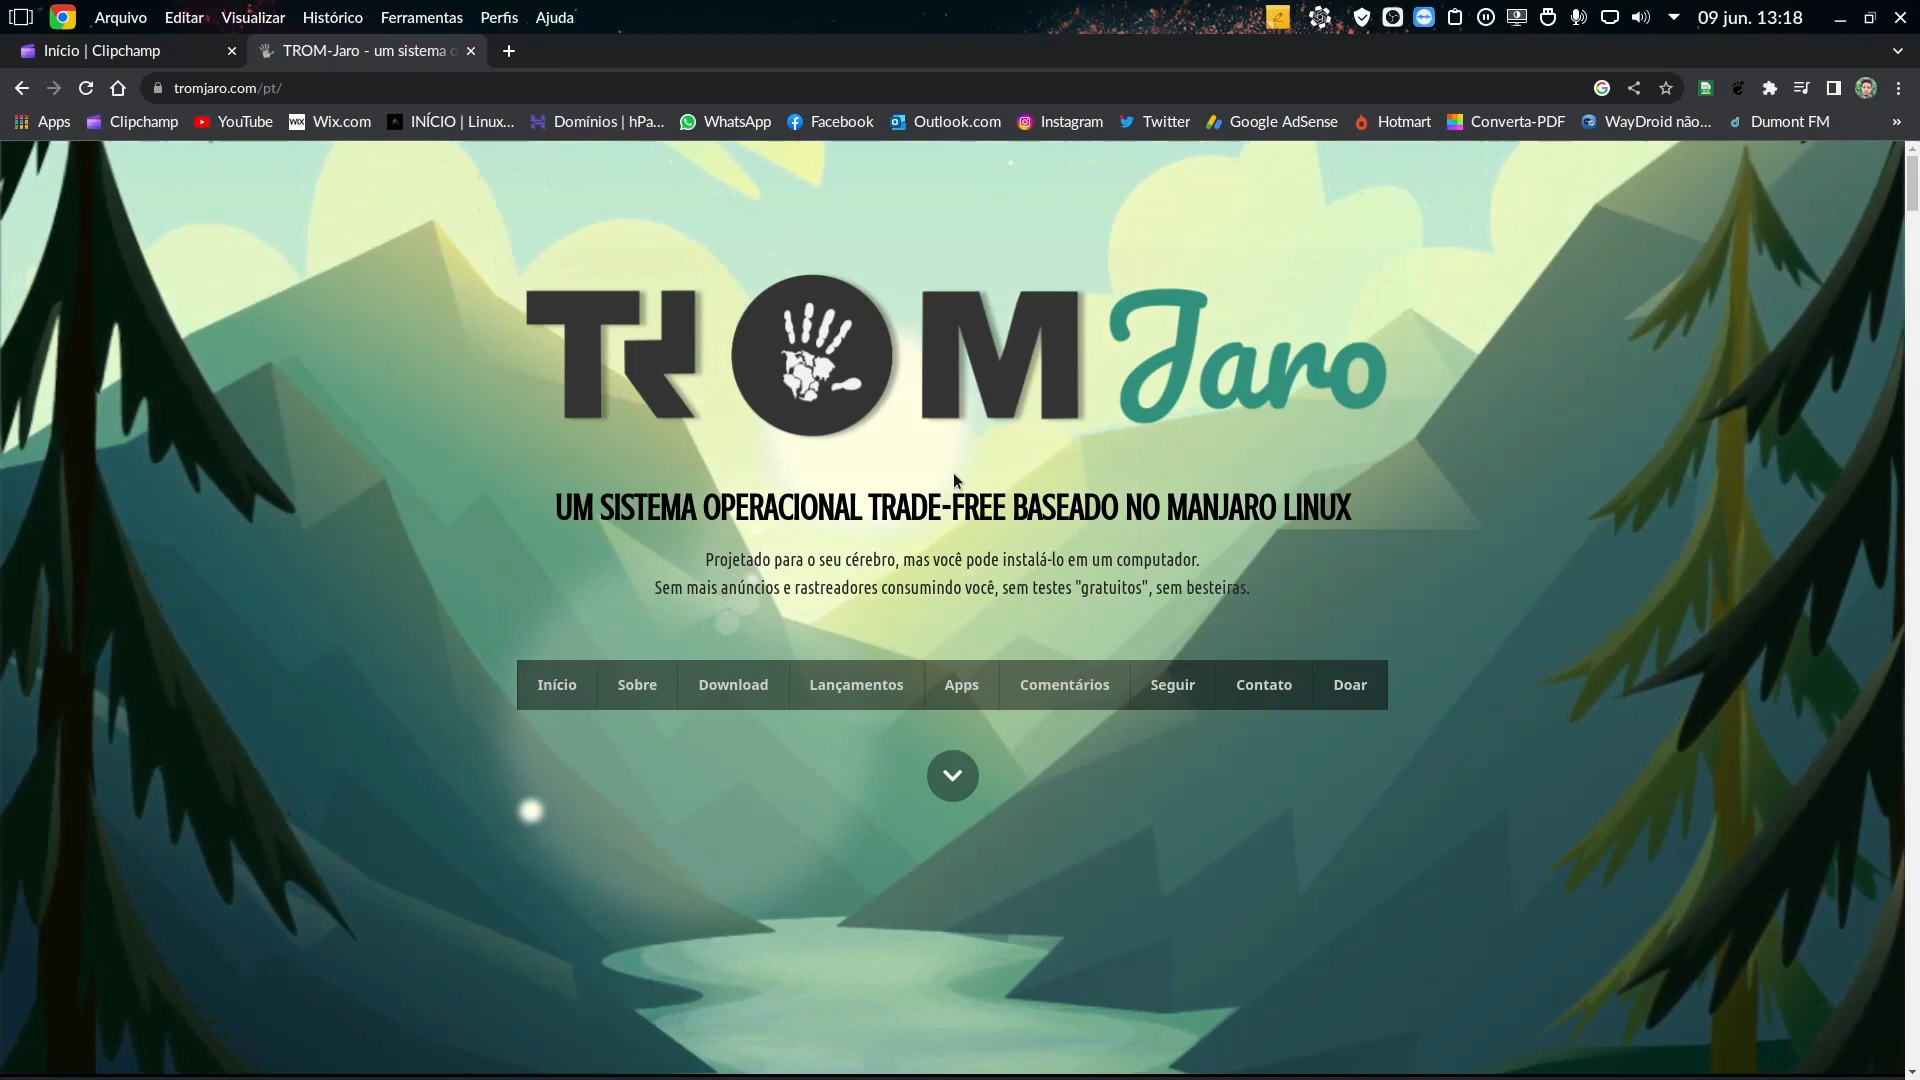 Arquivo Editar Visualizar Histórico Ferramentas Perfis Ajuda 09 jun. 13:18
Início | Clipchamp TROM-Jaro - um sistema
tromjaro.com/pt/
Apps Clipchamp YouTube Wix.com INÍCIO | Linux... Domínios | hPa... WhatsApp Facebook Outlook.com Instagram Twitter Google AdSense Hotmart Converta-PDF WayDroid não... Dumont FM »
TROM Jaro
UM SISTEMA OPERACIONAL TRADE-FREE BASEADO NO MANJARO LINUX
Projetado para o seu cérebro, mas você pode instalá-lo em um computador.
Sem mais anúncios e rastreadores consumindo você, sem testes "gratuitos", sem besteiras.
Início Sobre Download Lançamentos Apps Comentários Seguir Contato Doar